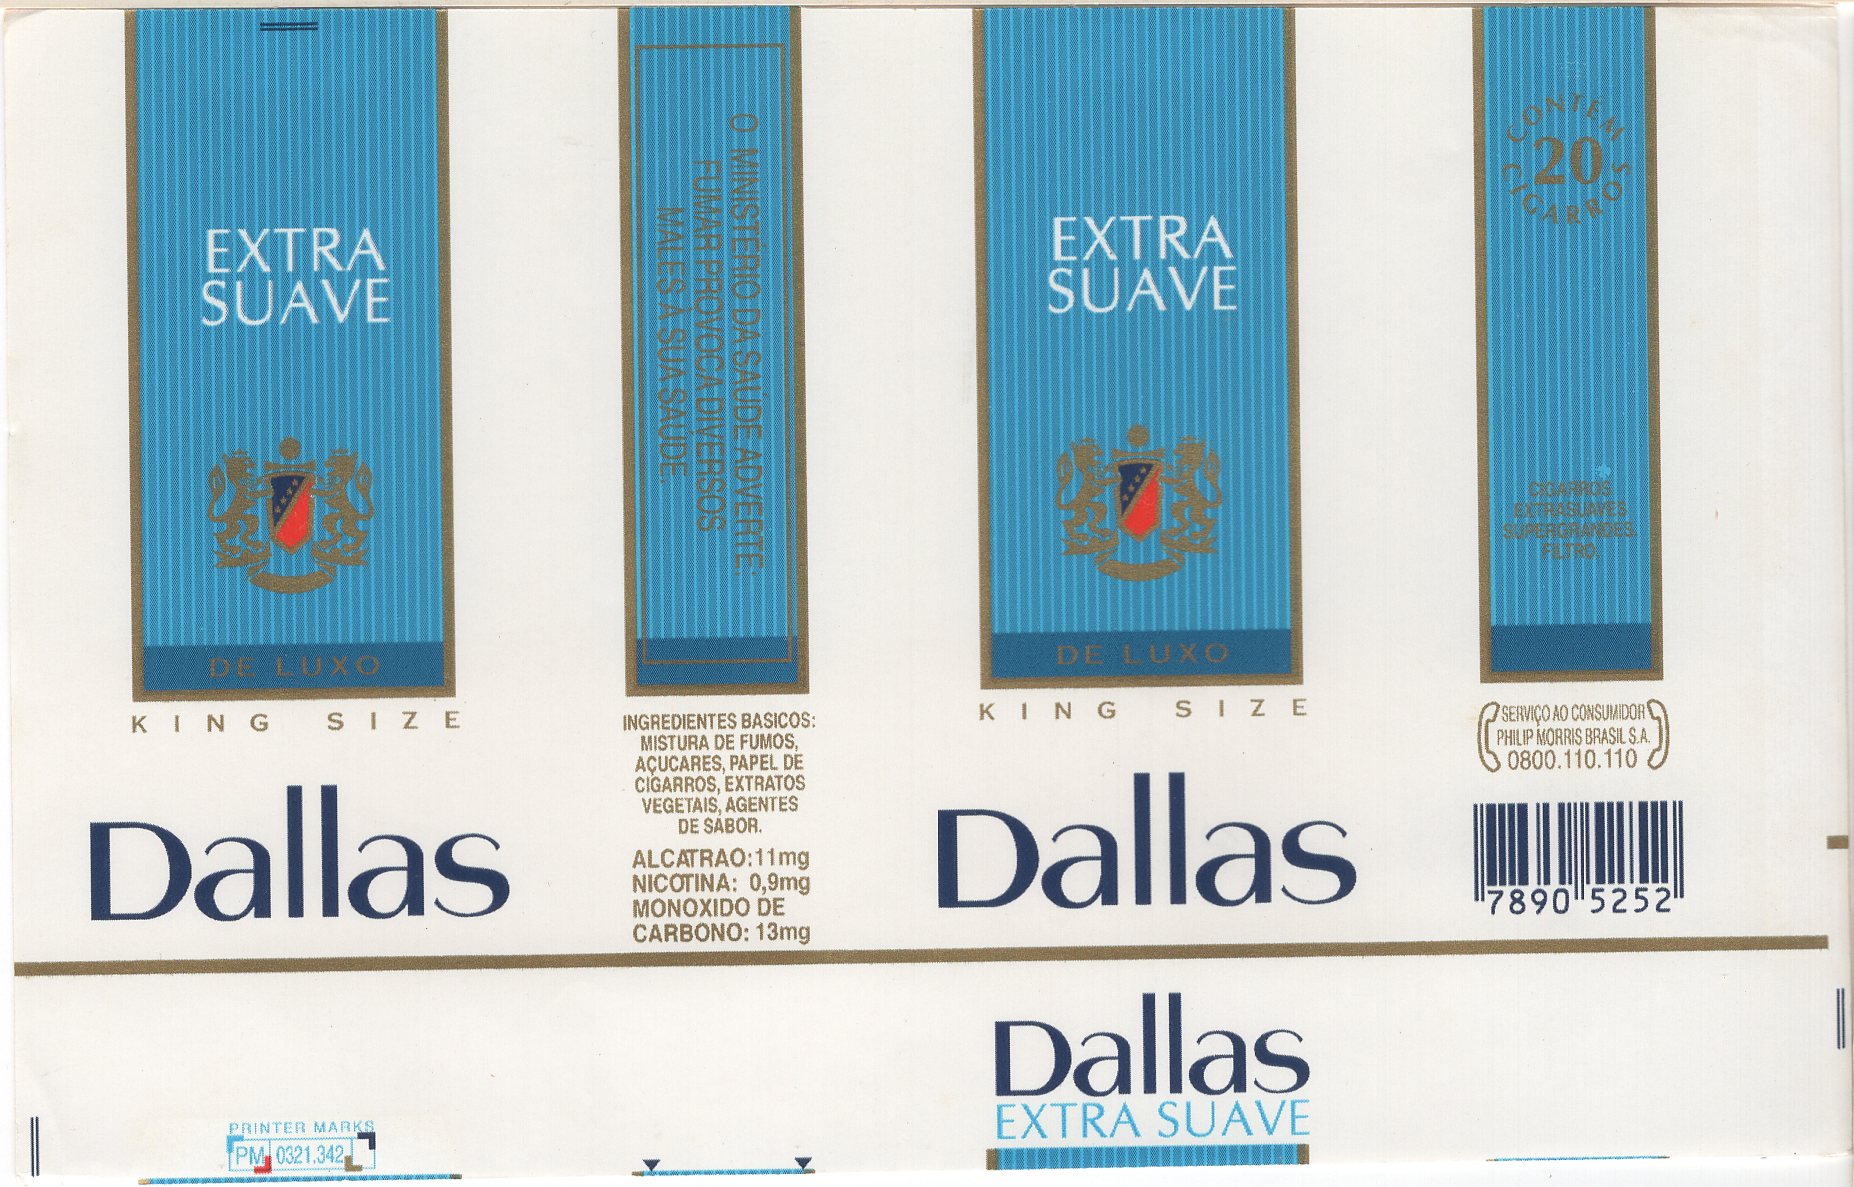 EXTRA
SUAVE
DE LUXO
KING SIZE
Dallas
O MINISTÉRIO DA SAÚDE ADVERTE:
FUMAR PROVOCA DIVERSOS
MALES À SUA SAÚDE.
INGREDIENTES BASICOS:
MISTURA DE FUMOS,
AÇUCARES, PAPEL DE
CIGARROS, EXTRATOS
VEGETAIS, AGENTES
DE SABOR.
ALCATRAO: 11mg
NICOTINA: 0,9mg
MONOXIDO DE
CARBONO: 13mg
EXTRA
SUAVE
DE LUXO
KING SIZE
Dallas
CONTÉM
20
CIGARROS
CIGARROS
EXTRASUAVES
SUPERGRANDES
FILTRO.
SERVIÇO AO CONSUMIDOR
PHILIP MORRIS BRASIL S.A.
0800.110.110
7890 5252
Dallas
EXTRA SUAVE
PRINTER MARKS
PM 0321.342